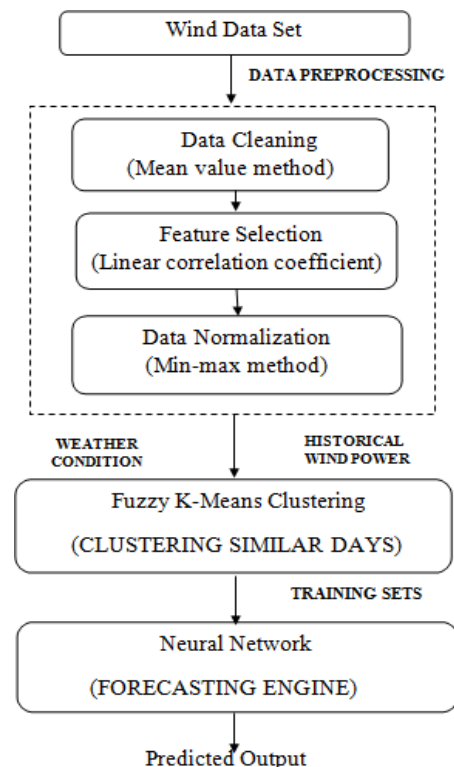 Wind Data Set
DATA PREPROCESSING
Data Cleaning
(Mean value method)
Feature Selection
(Linear correlation coefficient)
Data Normalization
(Min-max method)
WEATHER
CONDITION
HISTORICAL
WIND POWER
Fuzzy K-Means Clustering
(CLUSTERING SIMILAR DAYS)
TRAINING SETS
Neural Network
(FORECASTING ENGINE)
Predicted Output